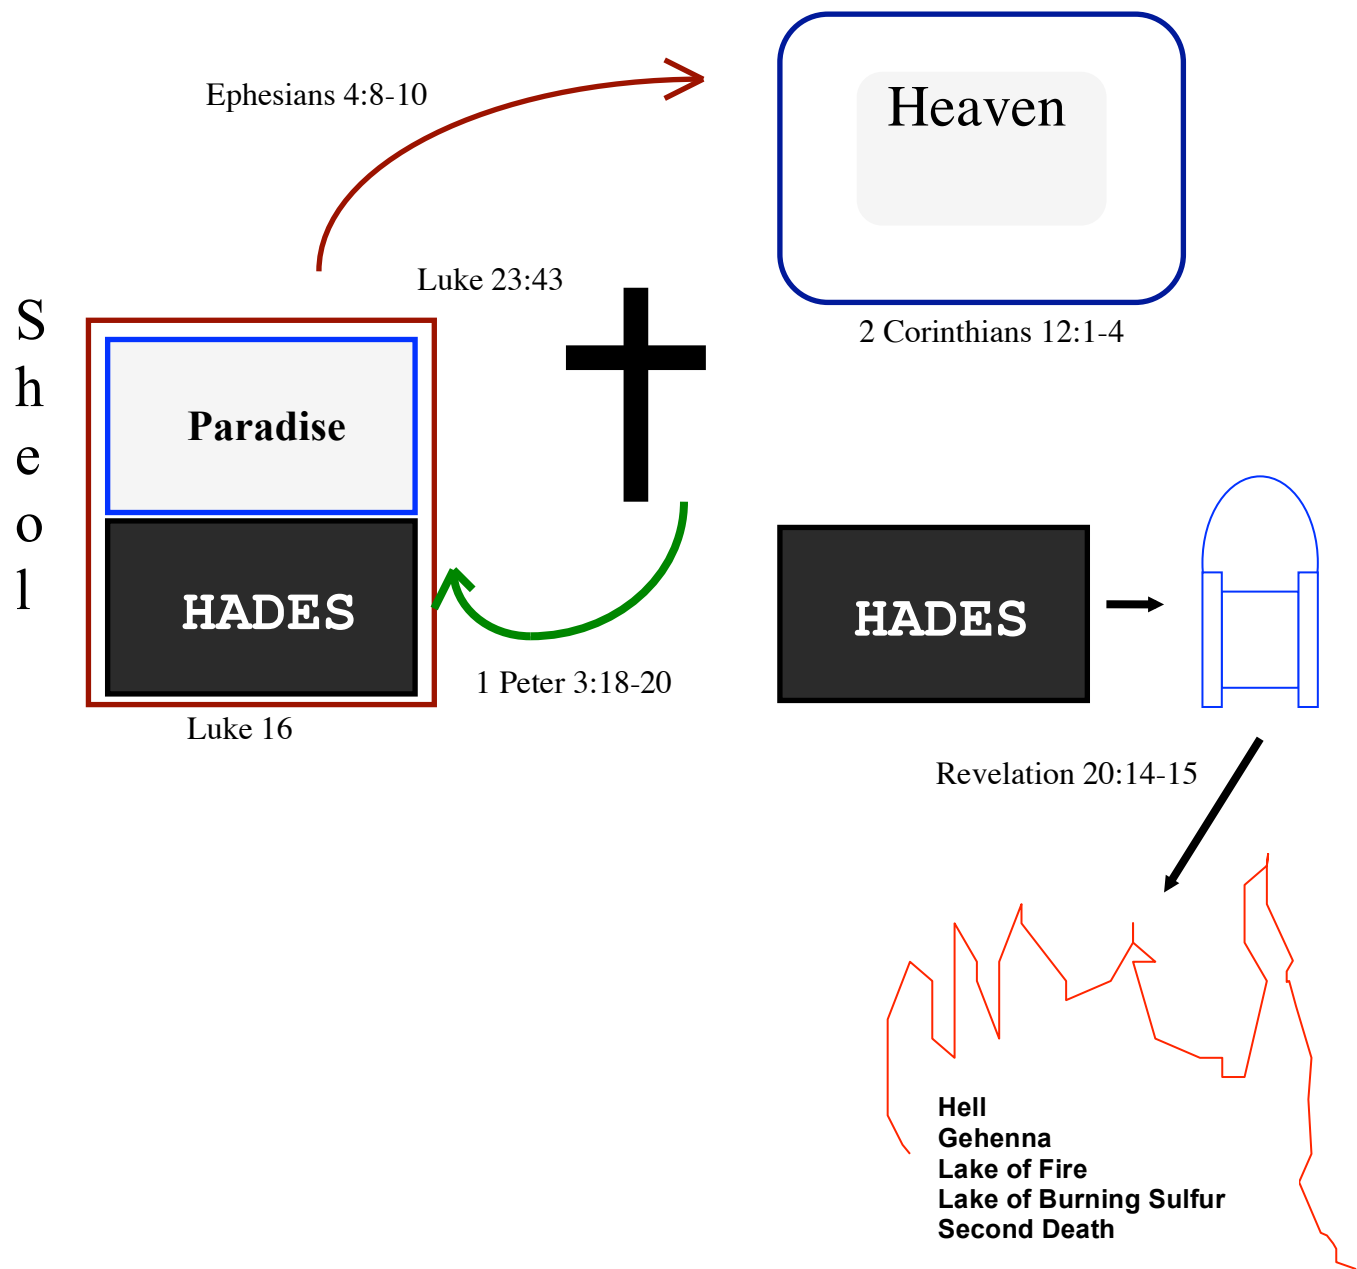 Ephesians 4:8-10
Heaven
Luke 23:43
2 Corinthians 12:1-4
Sheol
Paradise
HADES
HADES
1 Peter 3:18-20
Luke 16
Revelation 20:14-15
Hell
Gehenna
Lake of Fire
Lake of Burning Sulfur
Second Death